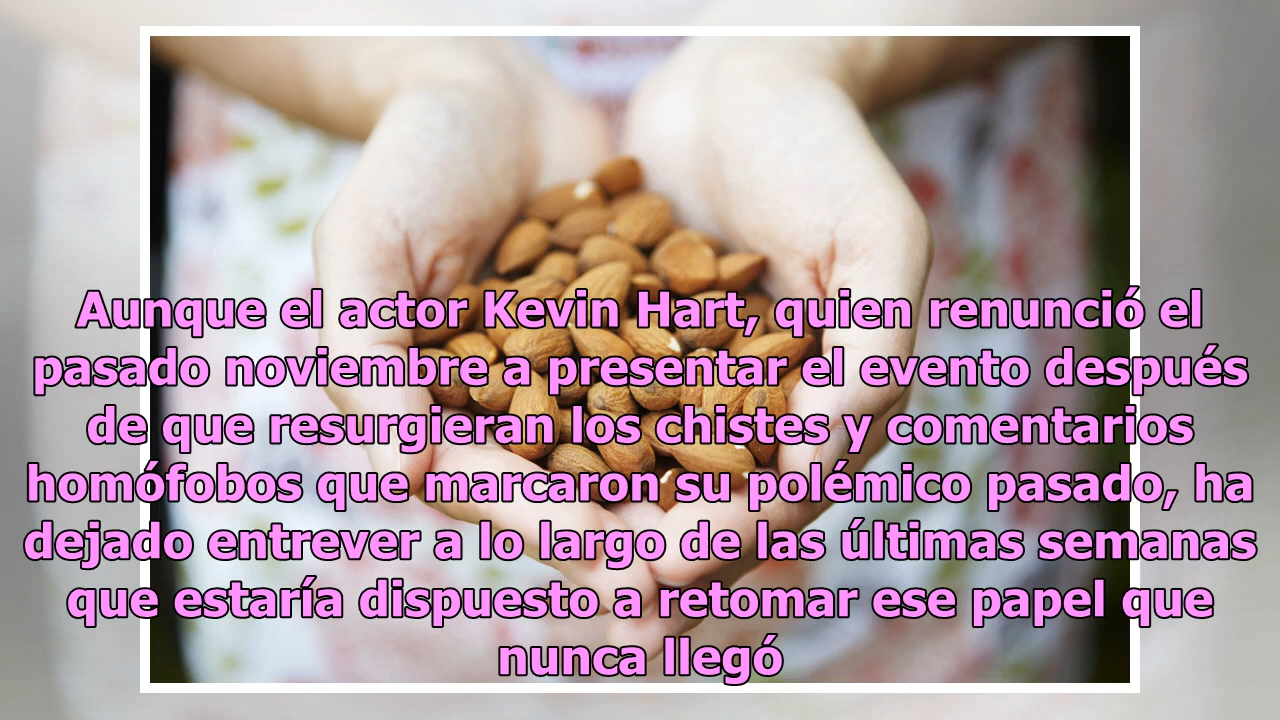 Aunque el actor Kevin Hart, quien renunció el
pasado noviembre a presentar el evento después
de que resurgieran los chistes y comentarios
homófobos que marcaron su polémico pasado, ha
dejado entrever a lo largo de las últimas semanas
que estaría dispuesto a retomar ese papel que
nunca llegó